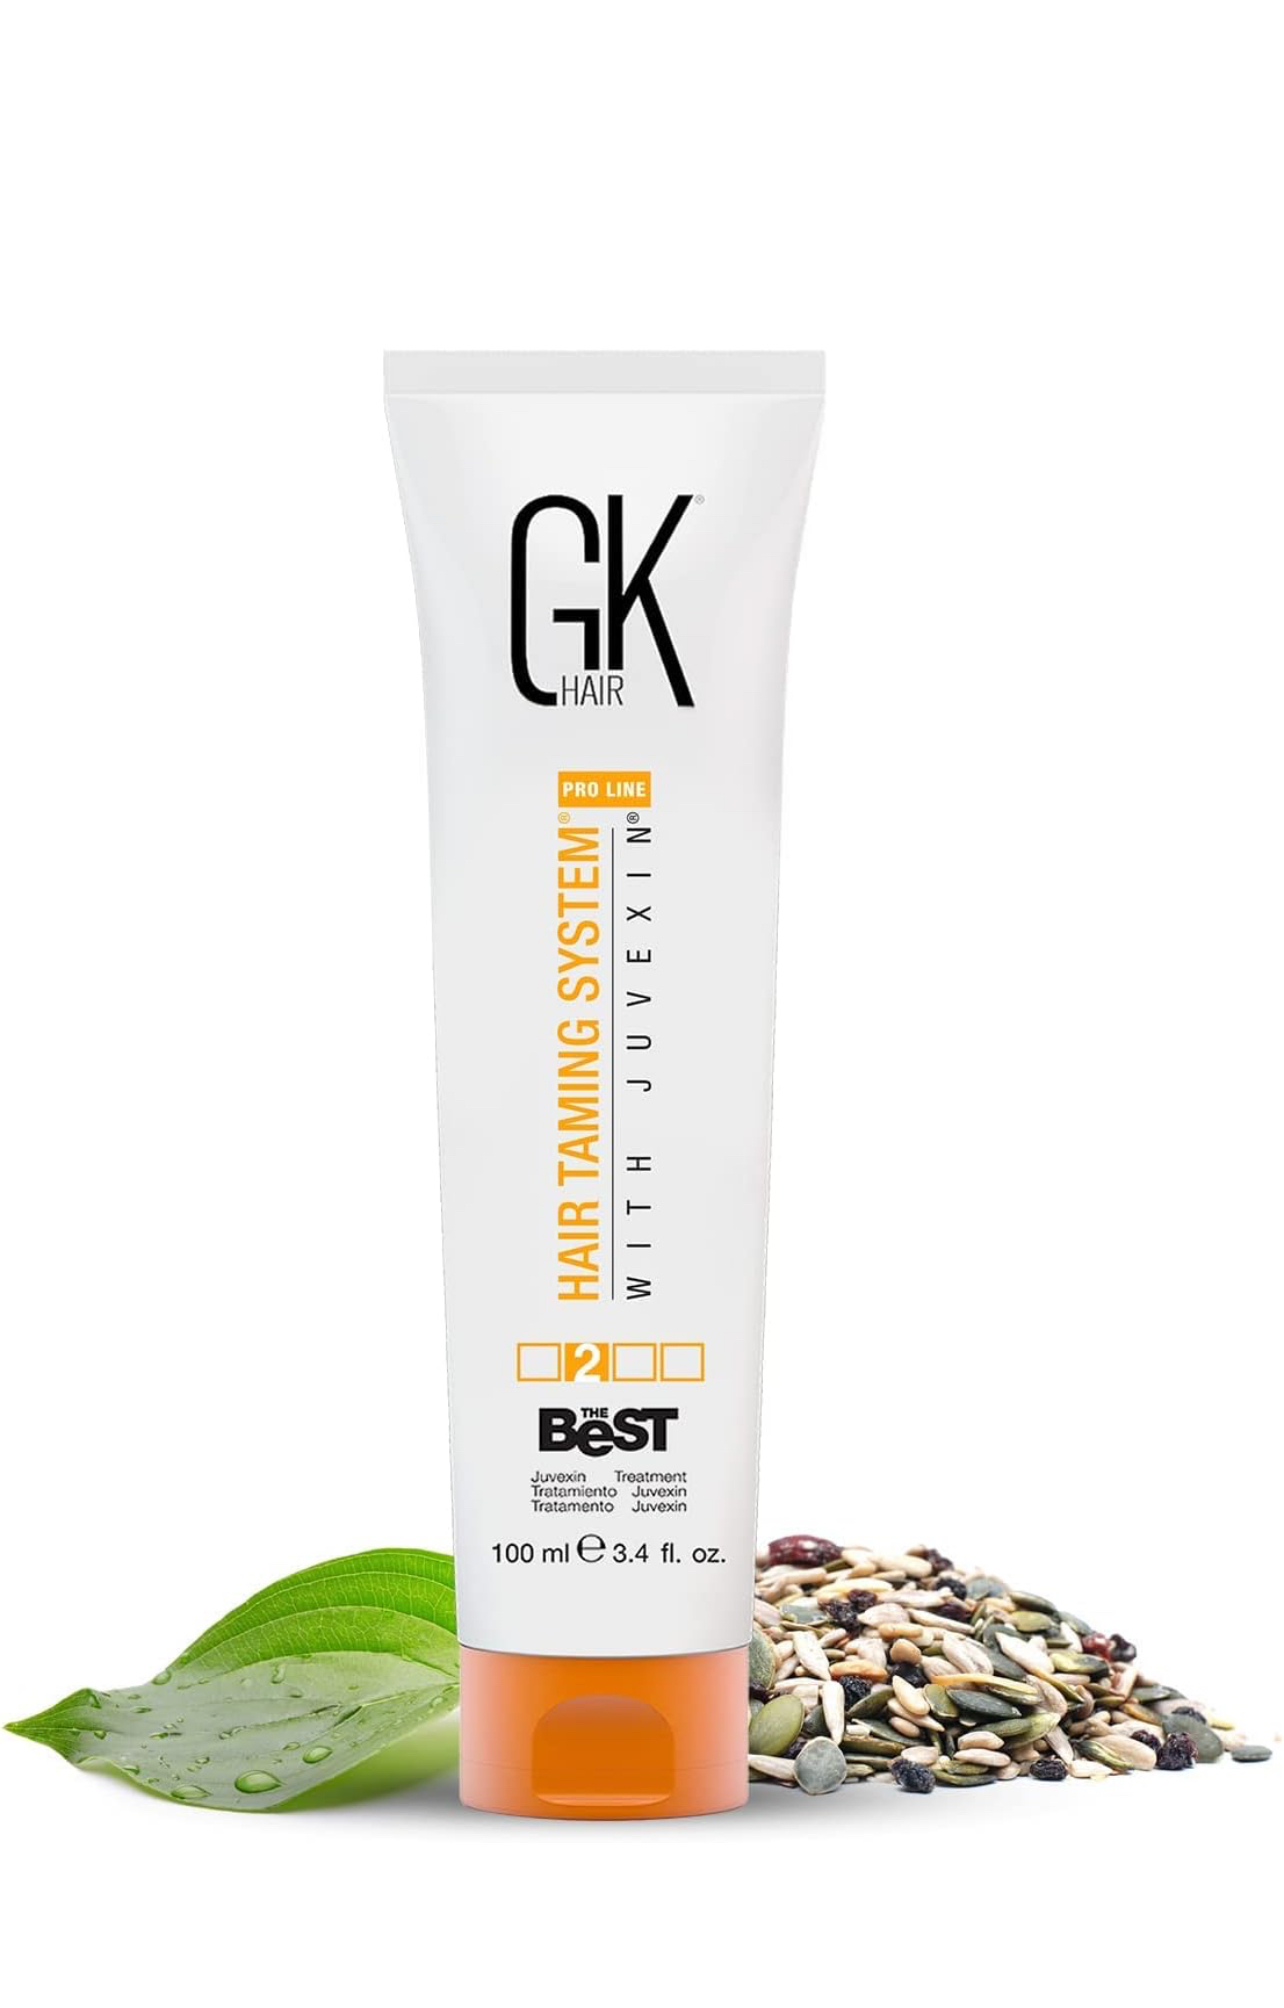 GK®
HAIR
PRO LINE
HAIR TAMING SYSTEM®
WITH JUVEXIN®
2
THE
BeST
Juvexin Treatment
Tratamiento Juvexin
Tratamento Juvexin
100 ml ℮ 3.4 fl. oz.